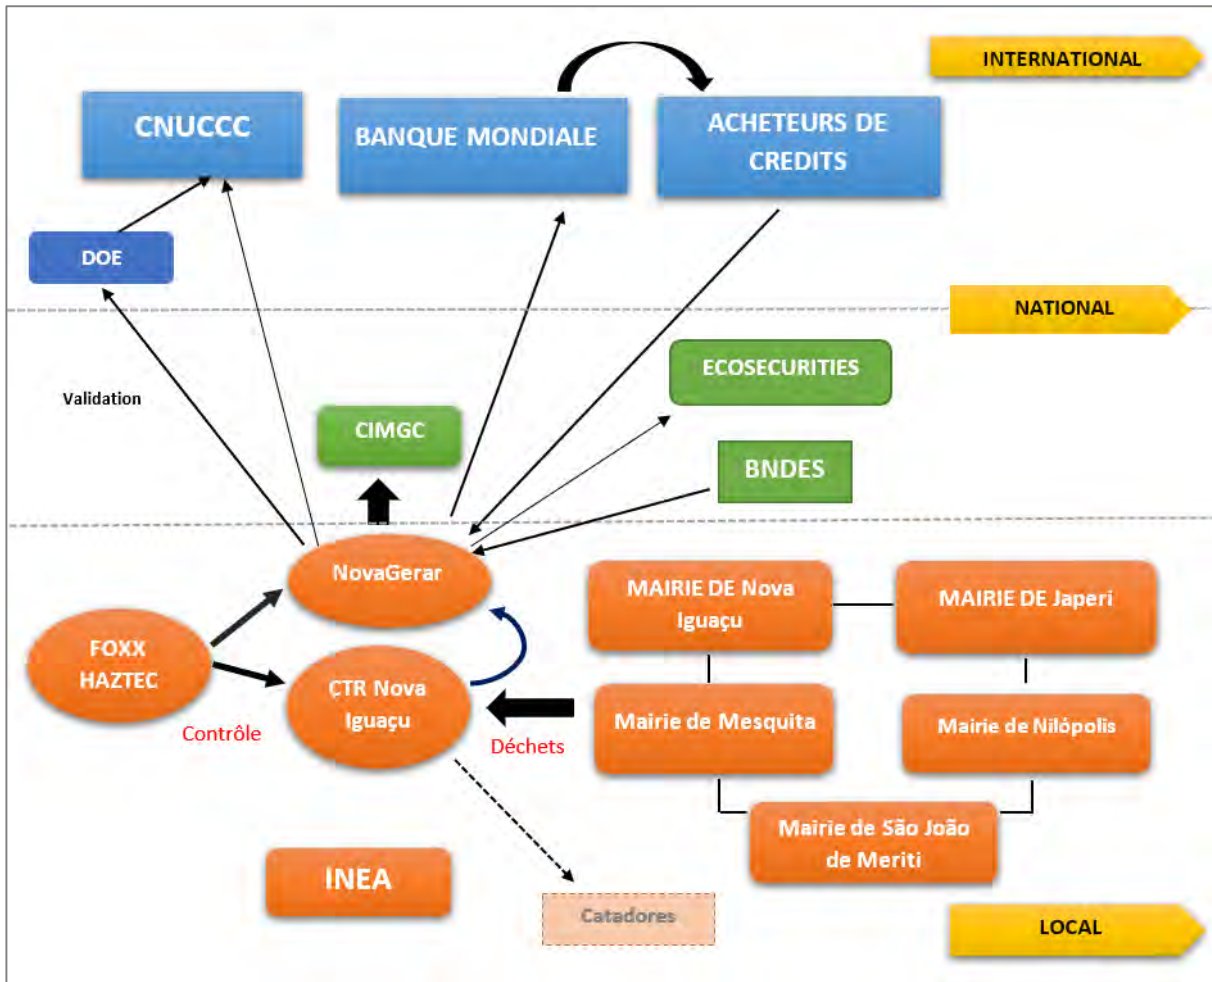 INTERNATIONAL
CNUCCC
BANQUE MONDIALE
ACHETEURS DE
CREDITS
DOE
NATIONAL
ECOSECURITIES
Validation
CIMGC
BNDES
NovaGerar
MAIRIE DE Nova
Iguaçu
MAIRIE DE Japeri
FOXX
HAZTEC
CTR Nova
Iguaçu
Contrôle
Déchets
Mairie de Mesquita
Mairie de Nilópolis
Mairie de São João
de Meriti
INEA
Catadores
LOCAL